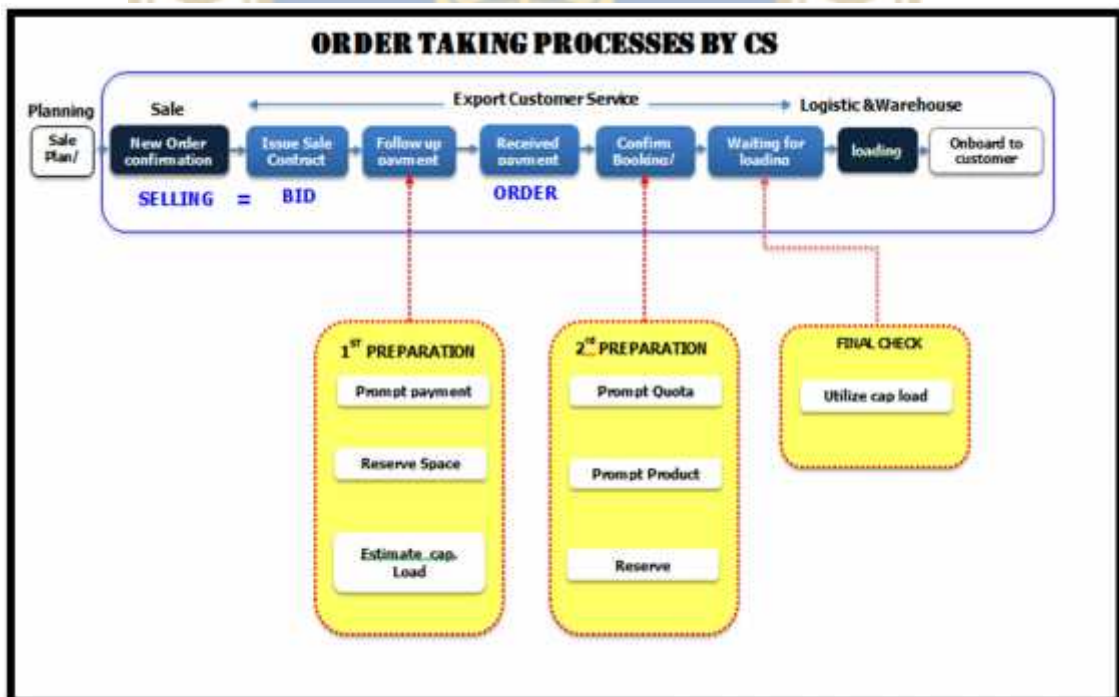 ORDER TAKING PROCESSES BY CS
Planning
Sale
Export Customer Service
Logistic &Warehouse
Sale
Plan/
New Order
confirmation
Issue Sale
Contract
Follow up
payment
Received
payment
Confirm
Booking/
Waiting for
loading
loading
Onboard to
customer
SELLING = BID
ORDER
1ST PREPARATION
Prompt payment
Reserve Space
Estimate cap.
Load
2rd PREPARATION
Prompt Quota
Prompt Product
Reserve
FINAL CHECK
Utilize cap load